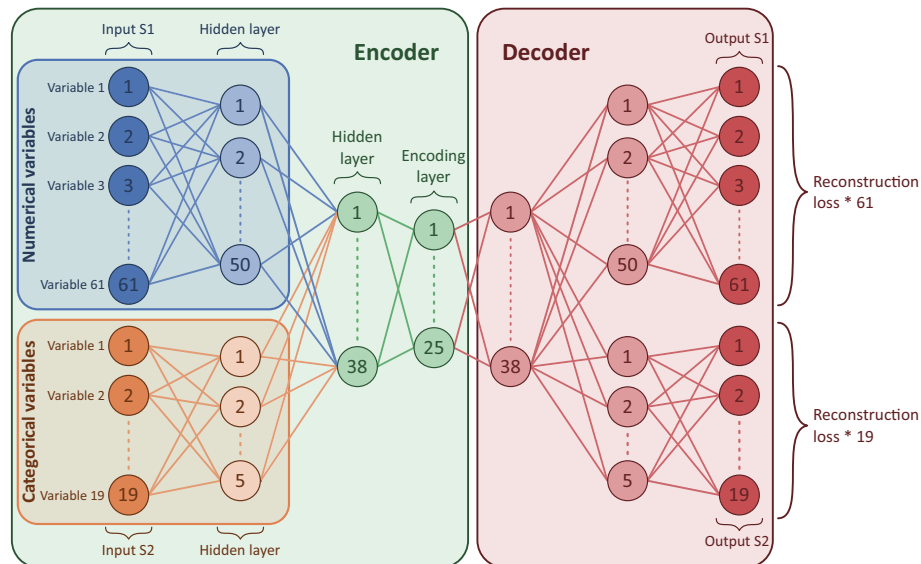 Input S1
Hidden layer
Encoder
Decoder
Output S1
Numerical variables
Variable 1
Variable 2
Variable 3
Variable 61
1
2
3
61
1
2
50
Hidden
layer
1
38
Encoding
layer
1
25
1
38
1
2
50
1
2
3
61
Reconstruction
loss * 61
Categorical variables
Variable 1
Variable 2
Variable 19
1
2
19
1
2
5
1
2
5
1
2
19
Reconstruction
loss * 19
Input S2
Hidden layer
Output S2